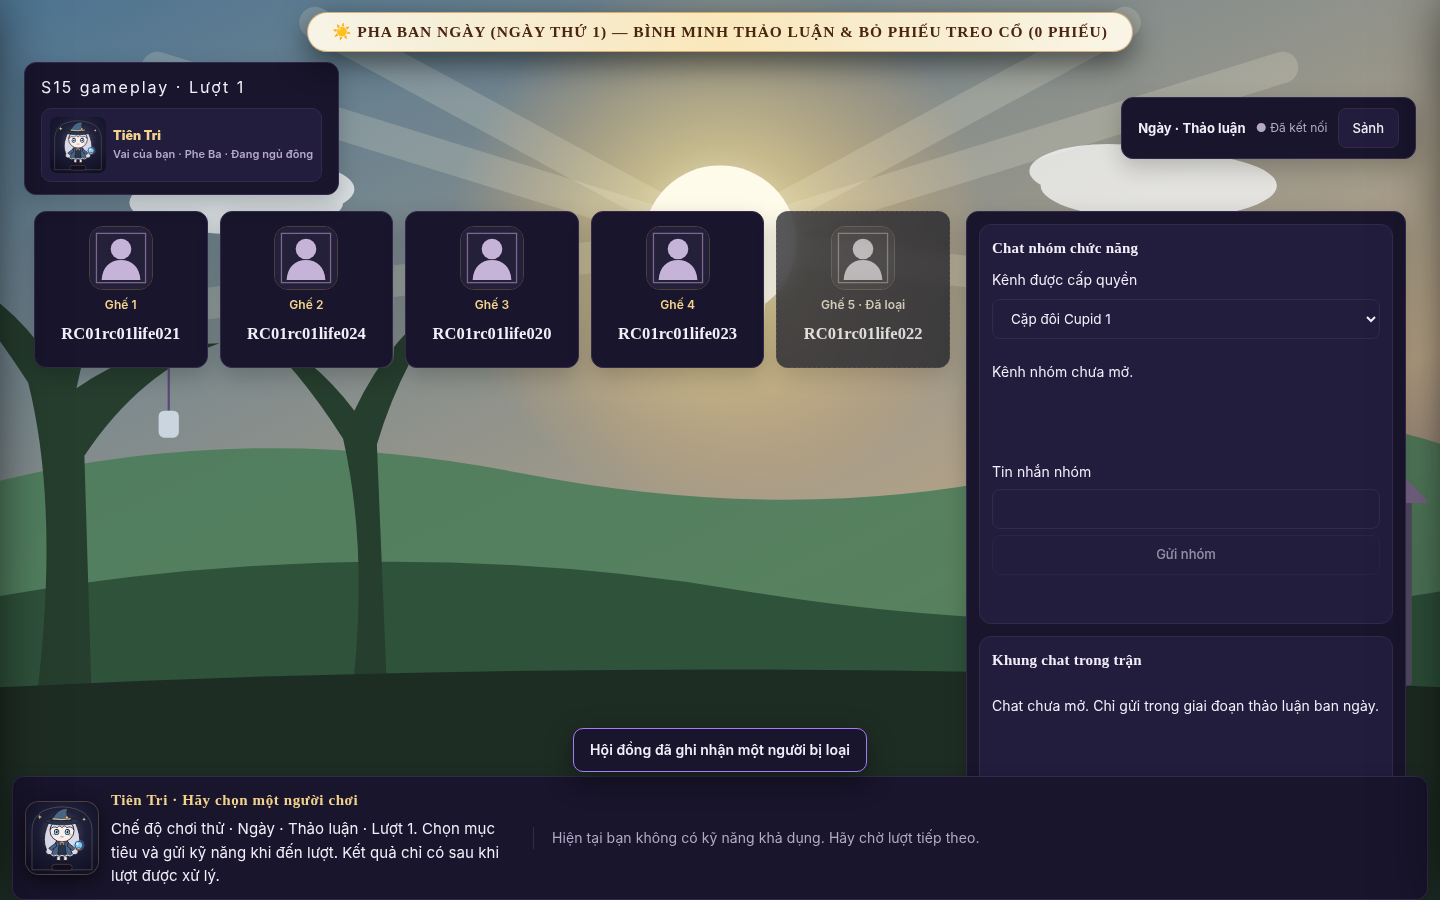 ☀️ PHA BAN NGÀY (NGÀY THỨ 1) — BÌNH MINH THẢO LUẬN & BỎ PHIẾU TREO CỔ (0 PHIẾU)
S15 gameplay · Lượt 1
Tiên Tri
Vai của bạn · Phe Ba · Đang ngủ đông
Ngày · Thảo luận
Đã kết nối
Sảnh
Ghế 1
RC01rc01life021
Ghế 2
RC01rc01life024
Ghế 3
RC01rc01life020
Ghế 4
RC01rc01life023
Ghế 5 · Đã loại
RC01rc01life022
Chat nhóm chức năng
Kênh được cấp quyền
Cặp đôi Cupid 1
Kênh nhóm chưa mở.
Tin nhắn nhóm
Gửi nhóm
Khung chat trong trận
Chat chưa mở. Chỉ gửi trong giai đoạn thảo luận ban ngày.
Hội đồng đã ghi nhận một người bị loại
Tiên Tri · Hãy chọn một người chơi
Chế độ chơi thử · Ngày · Thảo luận · Lượt 1. Chọn mục
tiêu và gửi kỹ năng khi đến lượt. Kết quả chỉ có sau khi
lượt được xử lý.
Hiện tại bạn không có kỹ năng khả dụng. Hãy chờ lượt tiếp theo.